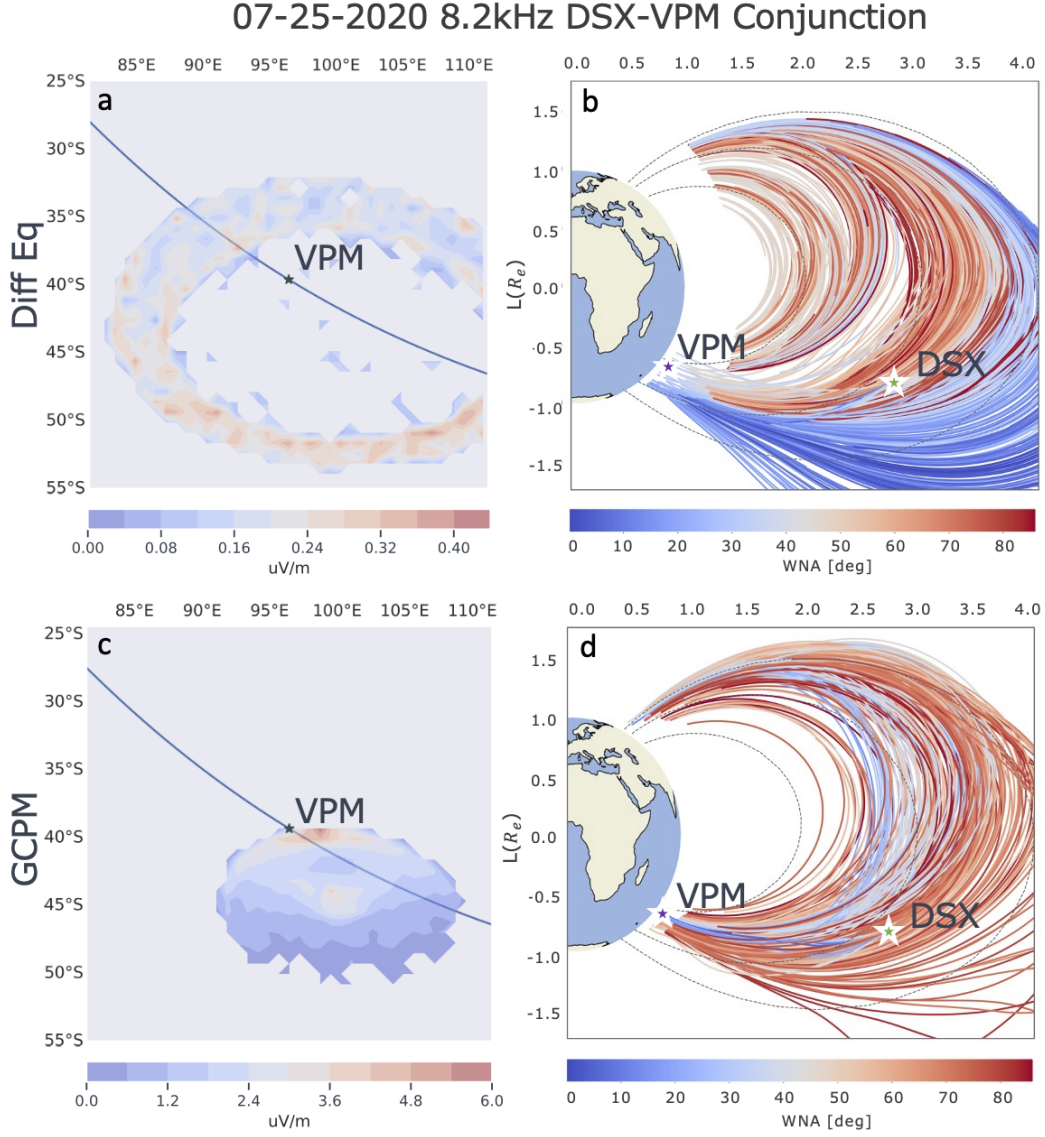 07-25-2020 8.2kHz DSX-VPM Conjunction
85°E 90°E 95°E 100°E 105°E 110°E
25°S
30°S
35°S
40°S
45°S
50°S
55°S
a
VPM
Diff Eq
0.00 0.08 0.16 0.24 0.32 0.40
uV/m
0.0 0.5 1.0 1.5 2.0 2.5 3.0 3.5 4.0
1.5
1.0
0.5
0.0
-0.5
-1.0
-1.5
L(Rₑ)
b
VPM
DSX
0 10 20 30 40 50 60 70 80
WNA [deg]
85°E 90°E 95°E 100°E 105°E 110°E
25°S
30°S
35°S
40°S
45°S
50°S
55°S
c
VPM
GCPM
0.0 1.2 2.4 3.6 4.8 6.0
uV/m
0.0 0.5 1.0 1.5 2.0 2.5 3.0 3.5 4.0
1.5
1.0
0.5
0.0
-0.5
-1.0
-1.5
L(Rₑ)
d
VPM
DSX
0 10 20 30 40 50 60 70 80
WNA [deg]